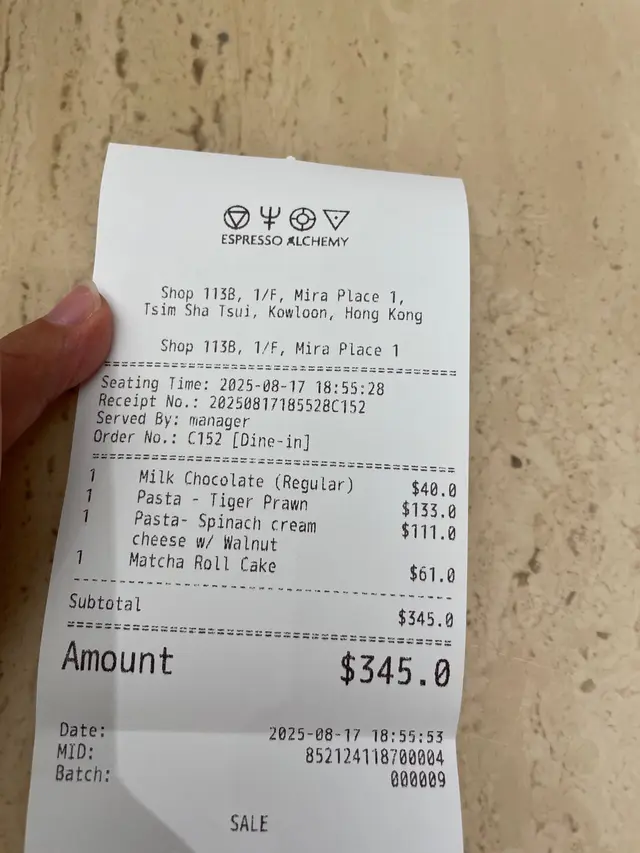 ESPRESSO ALCHEMY
Shop 113B, 1/F, Mira Place 1,
Tsim Sha Tsui, Kowloon, Hong Kong
Shop 113B, 1/F, Mira Place 1
Seating Time: 2025-08-17 18:55:28
Receipt No.: 20250817185528C152
Served By: manager
Order No.: C152 [Dine-in]
1 Milk Chocolate (Regular) $40.0
1 Pasta - Tiger Prawn $133.0
1 Pasta- Spinach cream $111.0
cheese w/ Walnut
1 Matcha Roll Cake $61.0
Subtotal $345.0
Amount $345.0
Date: 2025-08-17 18:55:53
MID: 852124118700004
Batch: 000009
SALE